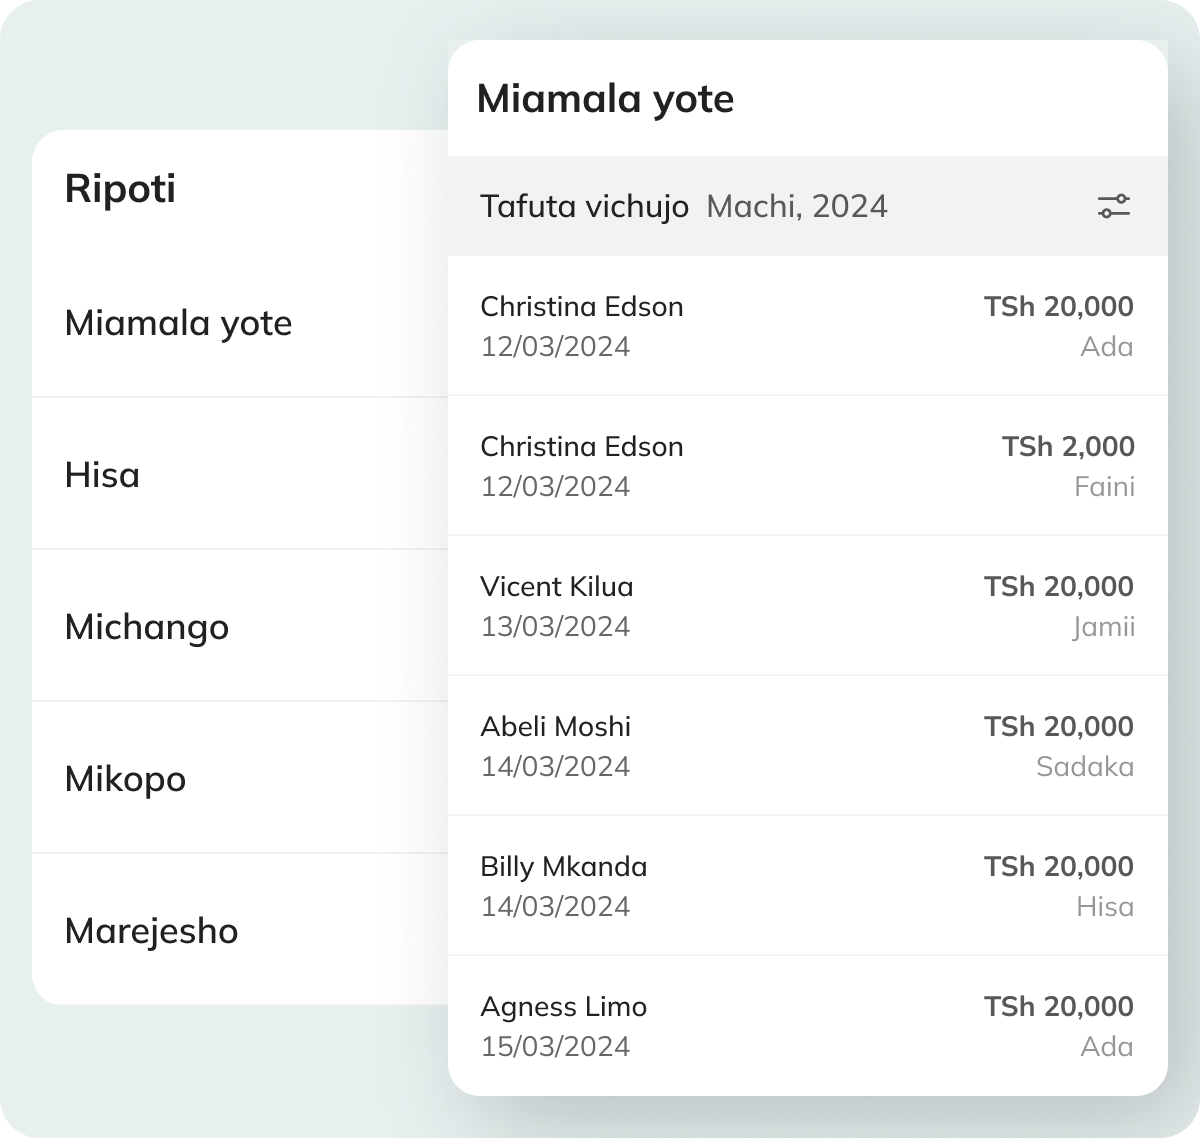 Ripoti
Miamala yote
Hisa
Michango
Mikopo
Marejesho
Miamala yote
Tafuta vichujo Machi, 2024
Christina Edson TSh 20,000
12/03/2024 Ada
Christina Edson TSh 2,000
12/03/2024 Faini
Vicent Kilua TSh 20,000
13/03/2024 Jamii
Abeli Moshi TSh 20,000
14/03/2024 Sadaka
Billy Mkanda TSh 20,000
14/03/2024 Hisa
Agness Limo TSh 20,000
15/03/2024 Ada